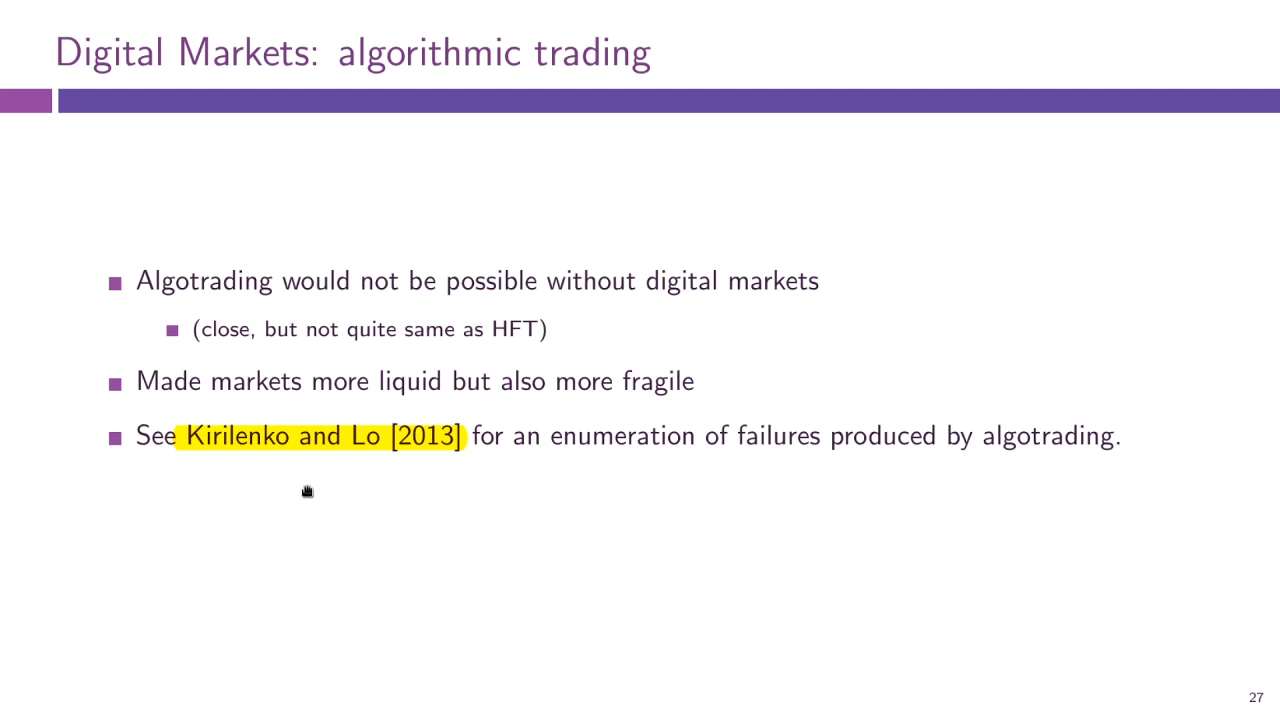 Digital Markets: algorithmic trading
Algotrading would not be possible without digital markets
(close, but not quite same as HFT)
Made markets more liquid but also more fragile
See Kirilenko and Lo [2013] for an enumeration of failures produced by algotrading.
27